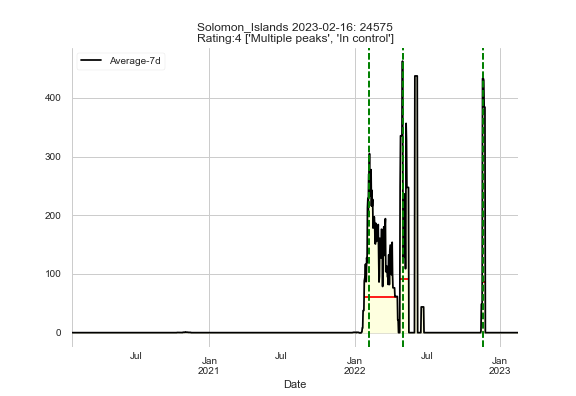 Solomon_Islands 2023-02-16: 24575
Rating:4 ['Multiple peaks', 'In control']
Average-7d
400
300
200
100
0
Jul
Jan
2021
Jul
Jan
2022
Jul
Jan
2023
Date